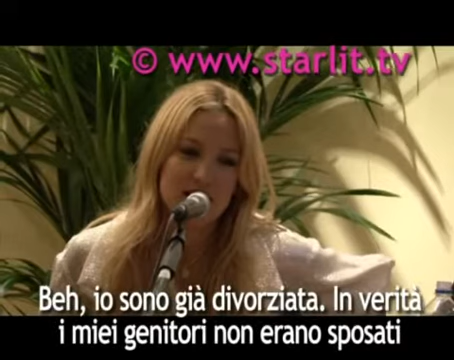 © www.starlit.tv
Beh, io sono già divorziata. In verità
i miei genitori non erano sposati